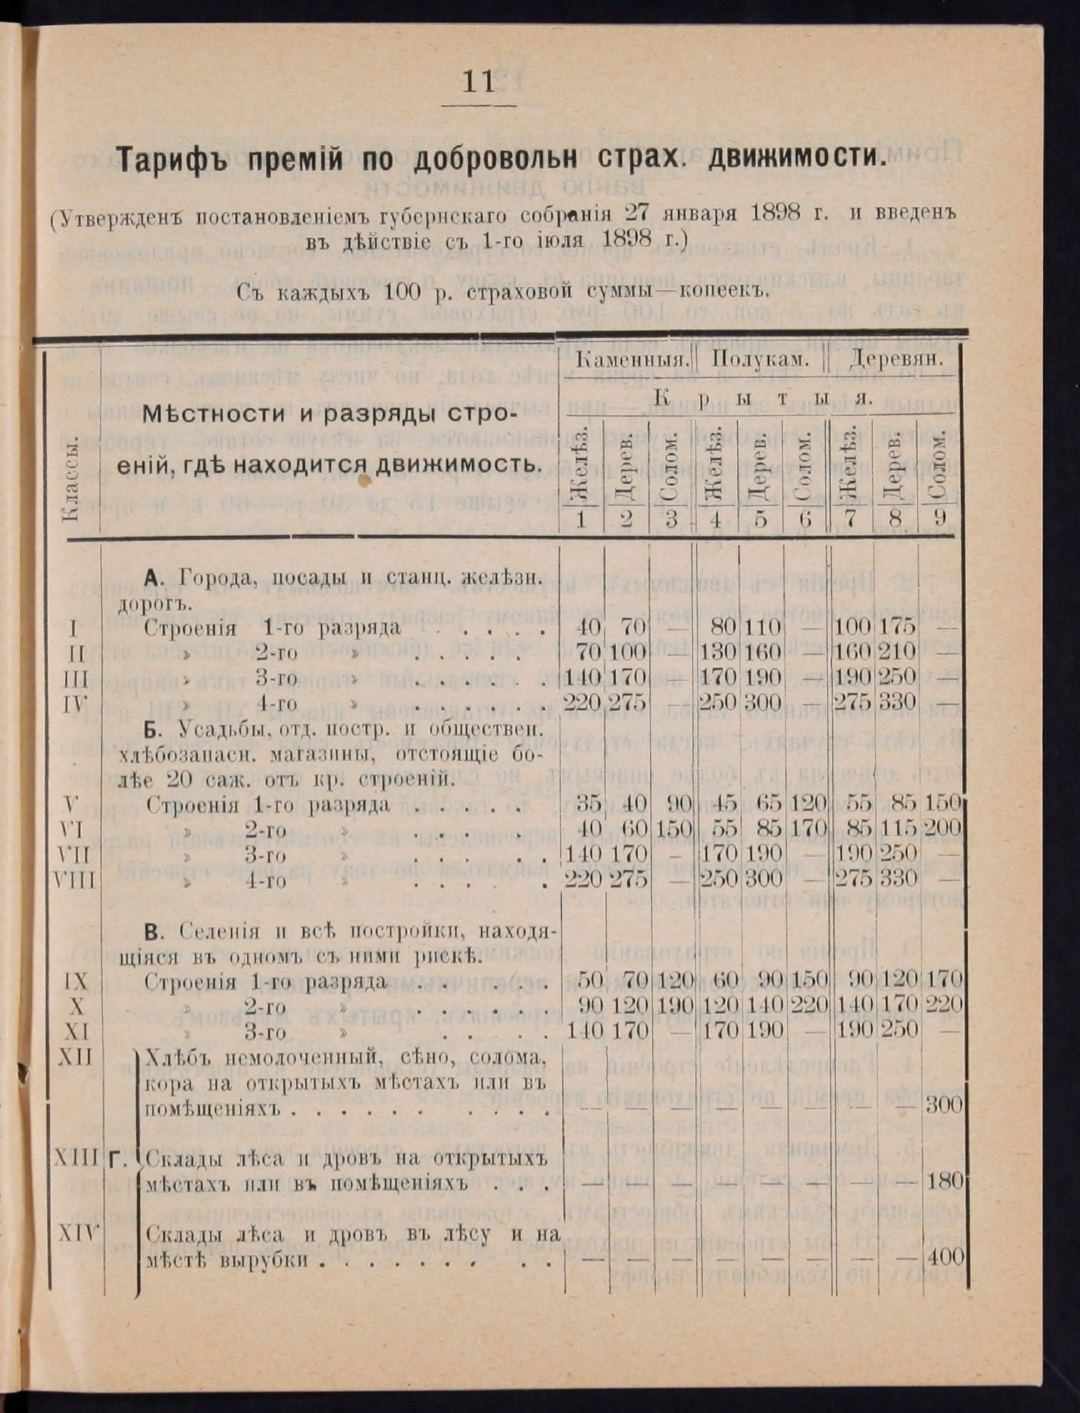 11
Тарифъ премій по добровольн страх. движимости.
(Утвержденъ постановленіемъ губернскаго собранія 27 января 1898 г. и введенъ
въ дѣйствіе съ 1-го іюля 1898 г.)
Съ каждыхъ 100 р. страховой суммы—копеекъ.
Классы.
Мѣстности и разряды стро-
еній, гдѣ находится движимость.
Каменныя. Полукам. Деревян.
Крытыя.
Желѣз. Дерев. Солом. Желѣз. Дерев. Солом. Желѣз. Дерев. Солом.
1 2 3 4 5 6 7 8 9
А. Города, посады и станц. желѣзн.
дорогъ.
I Строенія 1-го разряда . . . . . 40 70 80 110 — 100 175 —
II » 2-го » . . . . . 70 100 — 130 160 — 160 210 —
III » 3-го » . . . . . . 140 170 — 170 190 — 190 250 —
IV » 4-го » . . . . . . 220 275 — 250 300 — 275 330 —
Б. Усадьбы, отд. постр. и обществен.
хлѣбозапасн. магазины, отстоящіе бо-
лѣе 20 саж. отъ кр. строеній.
V Строенія 1-го разряда . . . . . 35 40 90 45 65 120 55 85 150
VI » 2-го » . . . . 40 60 150 55 85 170 85 115 200
VII » 3-го » . . . . . 140 170 — 170 190 — 190 250 —
VIII » 4-го » . . . . . 220 275 — 250 300 — 275 330 —
В. Селенія и всѣ постройки, находя-
щіяся въ одномъ съ ними рискѣ.
IX Строенія 1-го разряда . . . . . 50 70 120 60 90 150 90 120 170
X » 2-го » . . . . . . 90 120 190 120 140 220 140 170 220
XI » 3-го » . . . . 140 170 — 170 190 — 190 250 —
XII Хлѣбъ немолоченный, сѣно, солома,
кора на открытыхъ мѣстахъ или въ
помѣщеніяхъ . . . . . . . . . . — — — — — — — — 300
XIII Г. Склады лѣса и дровъ на открытыхъ
мѣстахъ или въ помѣщеніяхъ . . . — — — — — — — — 180
XIV Склады лѣса и дровъ въ лѣсу и на
мѣстѣ вырубки . . . . . . . . . — — — — — — — — 400